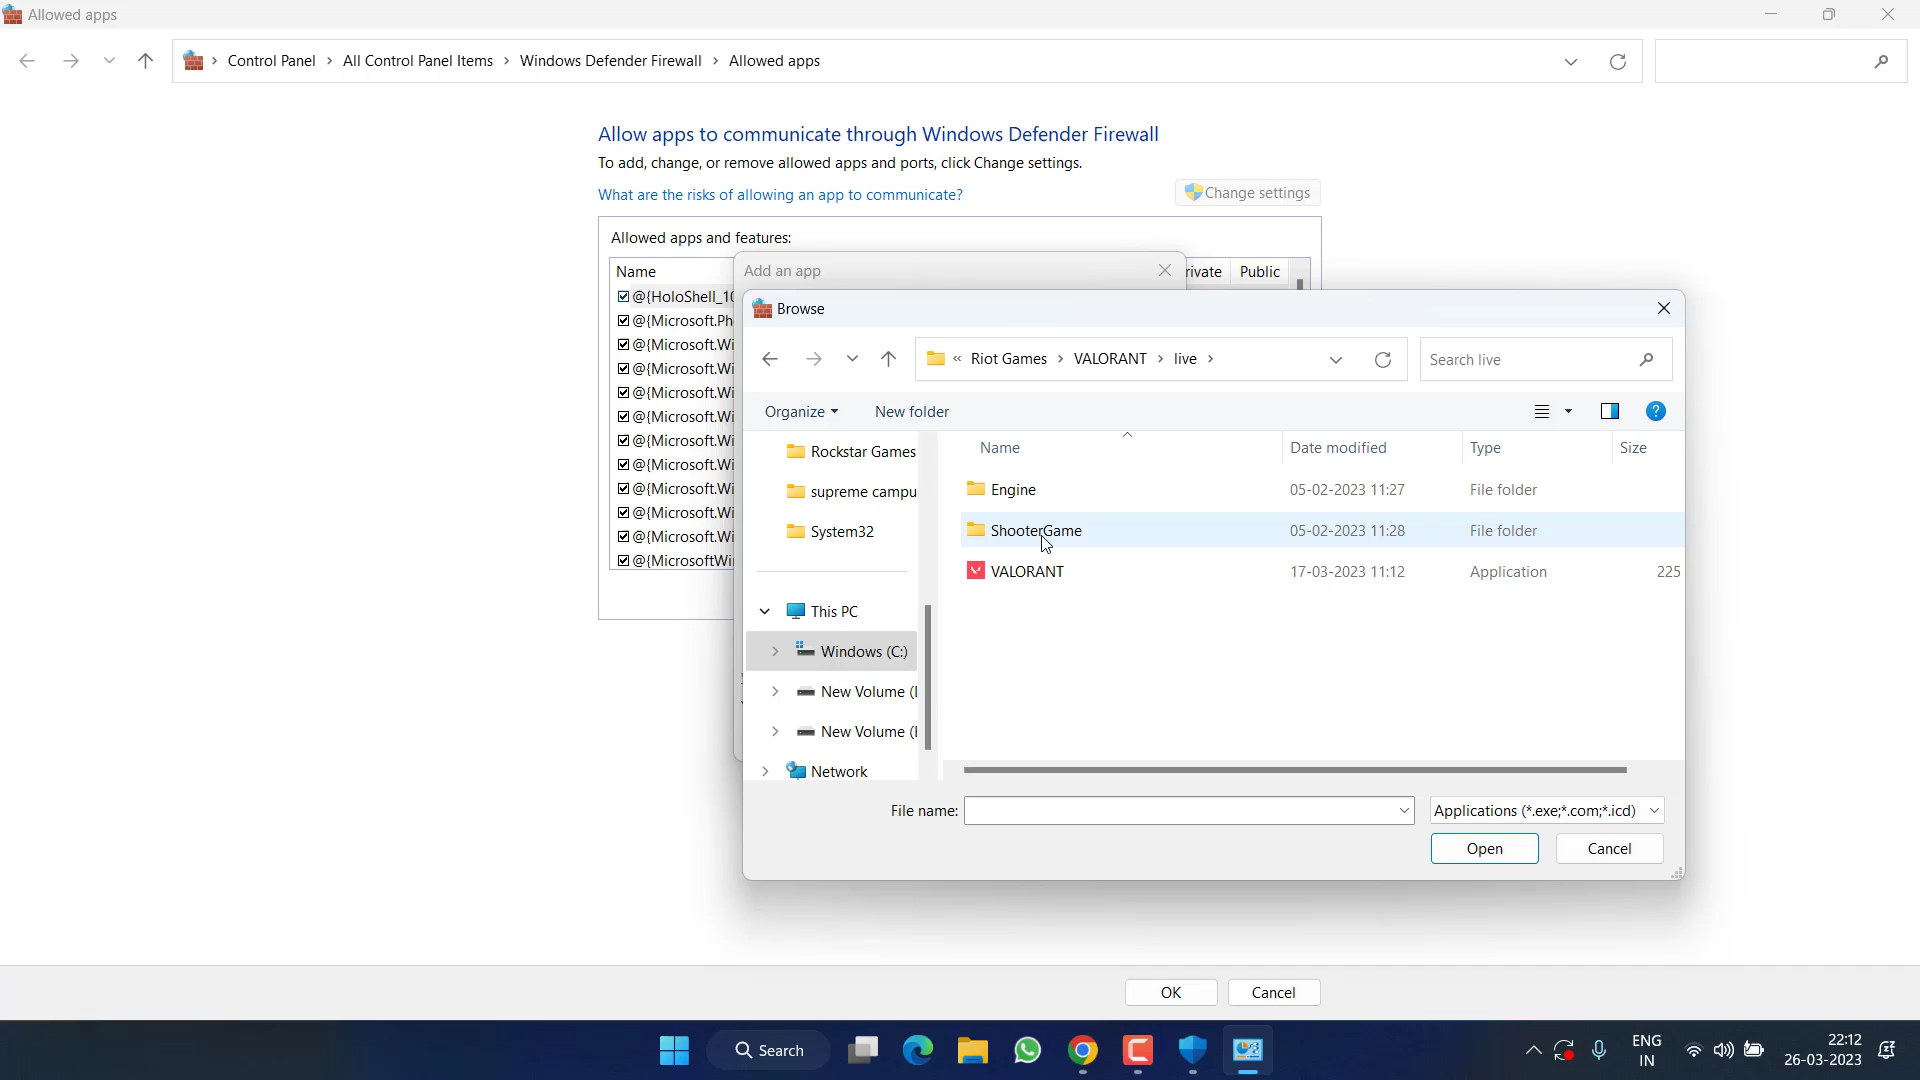 Allowed apps
Control Panel > All Control Panel Items > Windows Defender Firewall > Allowed apps
Allow apps to communicate through Windows Defender Firewall
To add, change, or remove allowed apps and ports, click Change settings.
What are the risks of allowing an app to communicate?
Change settings
Allowed apps and features:
Name
rivate
Public
@{HoloShell_10
@{Microsoft.Ph
@{Microsoft.Wi
@{Microsoft.Wi
@{Microsoft.Wi
@{Microsoft.Wi
@{Microsoft.Wi
@{Microsoft.Wi
@{Microsoft.Wi
@{Microsoft.Wi
@{Microsoft.Wi
@{MicrosoftWi
Add an app
Browse
« Riot Games > VALORANT > live >
Search live
Organize
New folder
Rockstar Games
supreme campu
System32
This PC
Windows (C:)
New Volume (
New Volume (
Network
Name Date modified Type Size
Engine 05-02-2023 11:27 File folder
ShooterGame 05-02-2023 11:28 File folder
VALORANT 17-03-2023 11:12 Application 225
File name:
Applications (*.exe;*.com;*.icd)
Open
Cancel
OK
Cancel
Search
ENG
IN
22:12
26-03-2023